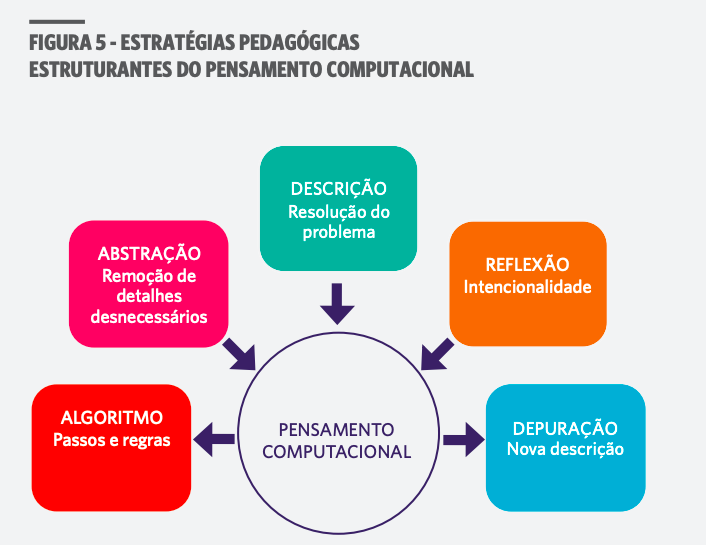 FIGURA 5 - ESTRATÉGIAS PEDAGÓGICAS
ESTRUTURANTES DO PENSAMENTO COMPUTACIONAL
DESCRIÇÃO
Resolução do
problema
ABSTRAÇÃO
Remoção de
detalhes
desnecessários
REFLEXÃO
Intencionalidade
ALGORITMO
Passos e regras
PENSAMENTO
COMPUTACIONAL
DEPURAÇÃO
Nova descrição